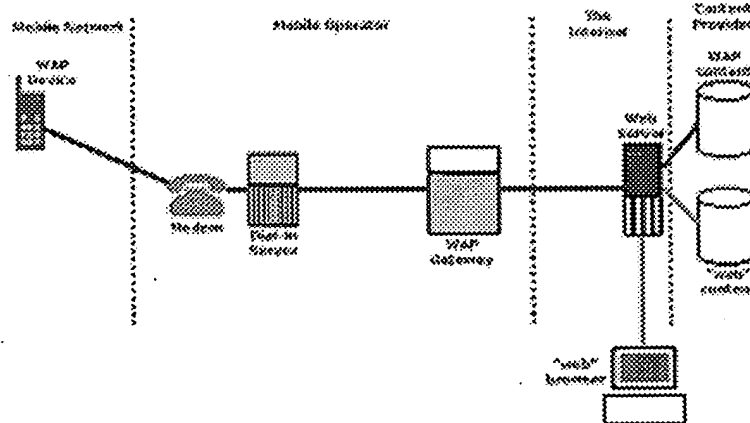 Mobile Network
Mobile Operator
The
Internet
Content
Provider
WAP
Device
WAP
content
Web
Server
Modem
Dial-in
Server
WAP
Gateway
"web"
content
"web"
browser